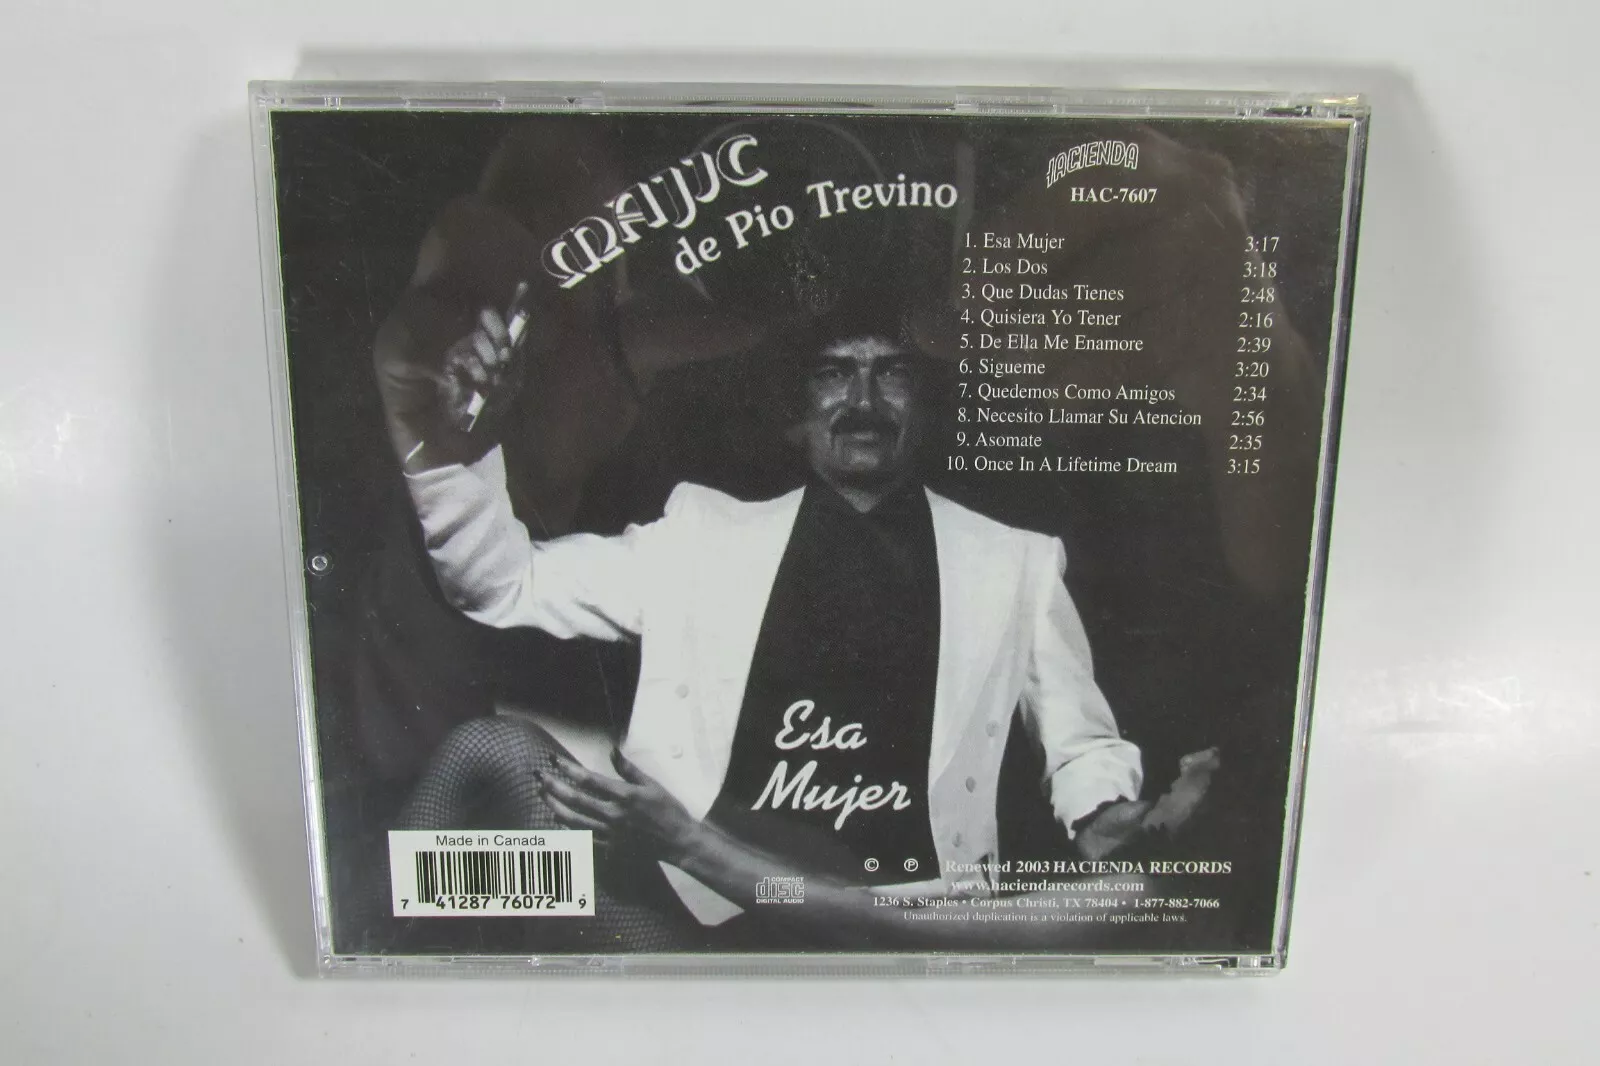 MAJIC
de Pio Trevino
HACIENDA
HAC-7607
1. Esa Mujer 3:17
2. Los Dos 3:18
3. Que Dudas Tienes 2:48
4. Quisiera Yo Tener 2:16
5. De Ella Me Enamore 2:39
6. Sigueme 3:20
7. Quedemos Como Amigos 2:34
8. Necesito Llamar Su Atencion 2:56
9. Asomate 2:35
10. Once In A Lifetime Dream 3:15
Esa
Mujer
Made in Canada
7 41287 76072 9
COMPACT
disc
DIGITAL AUDIO
© ℗ Renewed 2003 HACIENDA RECORDS
www.haciendarecords.com
1236 S. Staples • Corpus Christi, TX 78404 • 1-877-882-7066
Unauthorized duplication is a violation of applicable laws.